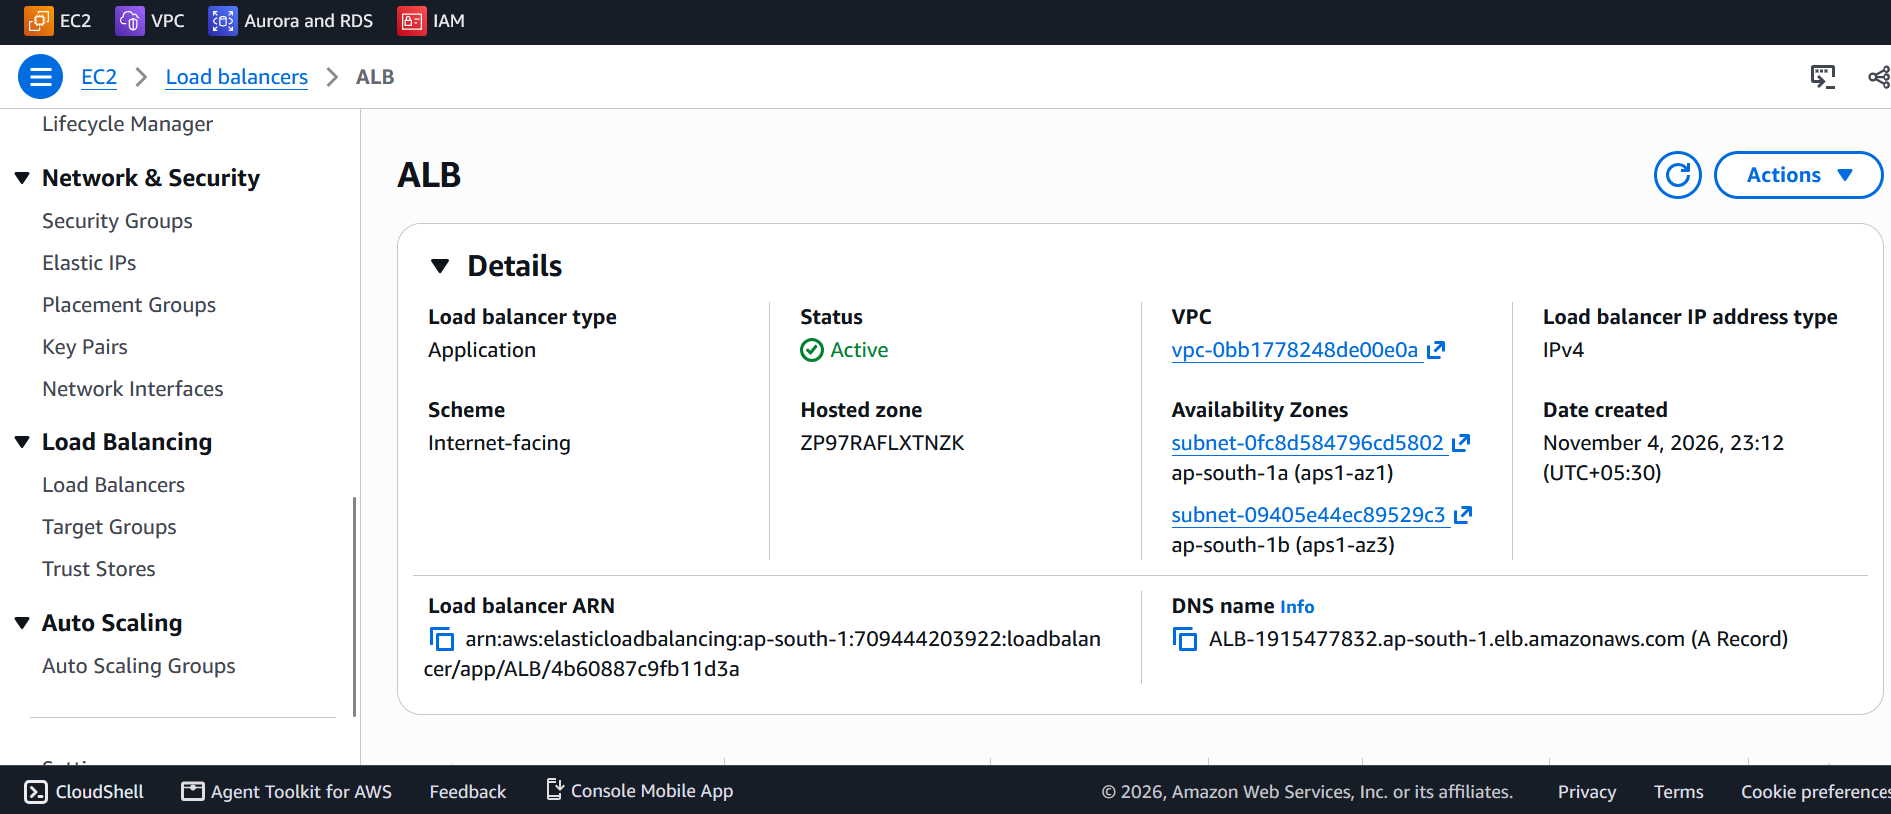 EC2 VPC Aurora and RDS IAM
EC2 Load balancers ALB
Lifecycle Manager
Network & Security
Security Groups
Elastic IPs
Placement Groups
Key Pairs
Network Interfaces
Load Balancing
Load Balancers
Target Groups
Trust Stores
Auto Scaling
Auto Scaling Groups
ALB
Actions
Details
Load balancer type
Application
Status
Active
VPC
vpc-0bb1778248de00e0a
Load balancer IP address type
IPv4
Scheme
Internet-facing
Hosted zone
ZP97RAFLXTNZK
Availability Zones
subnet-0fc8d584796cd5802
ap-south-1a (aps1-az1)
subnet-09405e44ec89529c3
ap-south-1b (aps1-az3)
Date created
November 4, 2026, 23:12
(UTC+05:30)
Load balancer ARN
arn:aws:elasticloadbalancing:ap-south-1:709444203922:loadbalan
cer/app/ALB/4b60887c9fb11d3a
DNS name Info
ALB-1915477832.ap-south-1.elb.amazonaws.com (A Record)
CloudShell Agent Toolkit for AWS Feedback Console Mobile App © 2026, Amazon Web Services, Inc. or its affiliates. Privacy Terms Cookie preferences